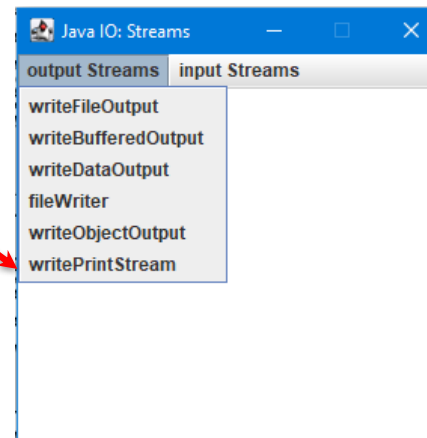 Java IO: Streams
output Streams input Streams
writeFileOutput
writeBufferedOutput
writeDataOutput
fileWriter
writeObjectOutput
writePrintStream